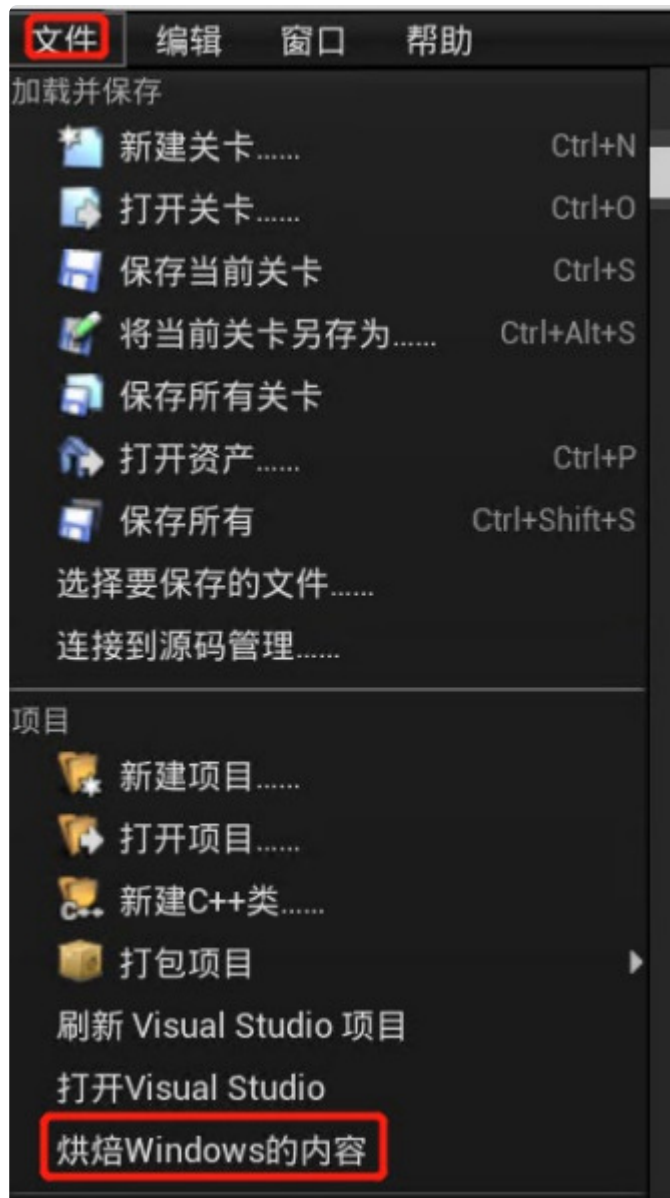 文件 编辑 窗口 帮助
加载并保存
新建关卡…… Ctrl+N
打开关卡…… Ctrl+O
保存当前关卡 Ctrl+S
将当前关卡另存为…… Ctrl+Alt+S
保存所有关卡
打开资产…… Ctrl+P
保存所有 Ctrl+Shift+S
选择要保存的文件……
连接到源码管理……
项目
新建项目……
打开项目……
C++ 新建C++类……
打包项目
刷新 Visual Studio 项目
打开Visual Studio
烘焙Windows的内容